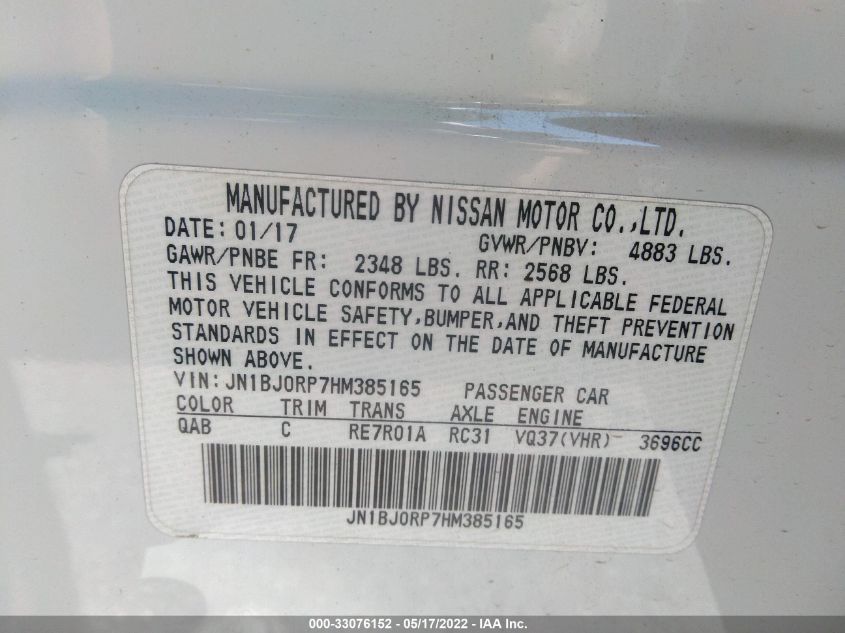 MANUFACTURED BY NISSAN MOTOR CO.,LTD.
DATE: 01/17 GVWR/PNBV: 4883 LBS.
GAWR/PNBE FR: 2348 LBS. RR: 2568 LBS.
THIS VEHICLE CONFORMS TO ALL APPLICABLE FEDERAL
MOTOR VEHICLE SAFETY,BUMPER,AND THEFT PREVENTION
STANDARDS IN EFFECT ON THE DATE OF MANUFACTURE
SHOWN ABOVE.
VIN:JN1BJ0RP7HM385165 PASSENGER CAR
COLOR TRIM TRANS AXLE ENGINE
QAB C RE7R01A RC31 VQ37(VHR) 3696CC
JN1BJ0RP7HM385165
000-33076152 - 05/17/2022 - IAA Inc.